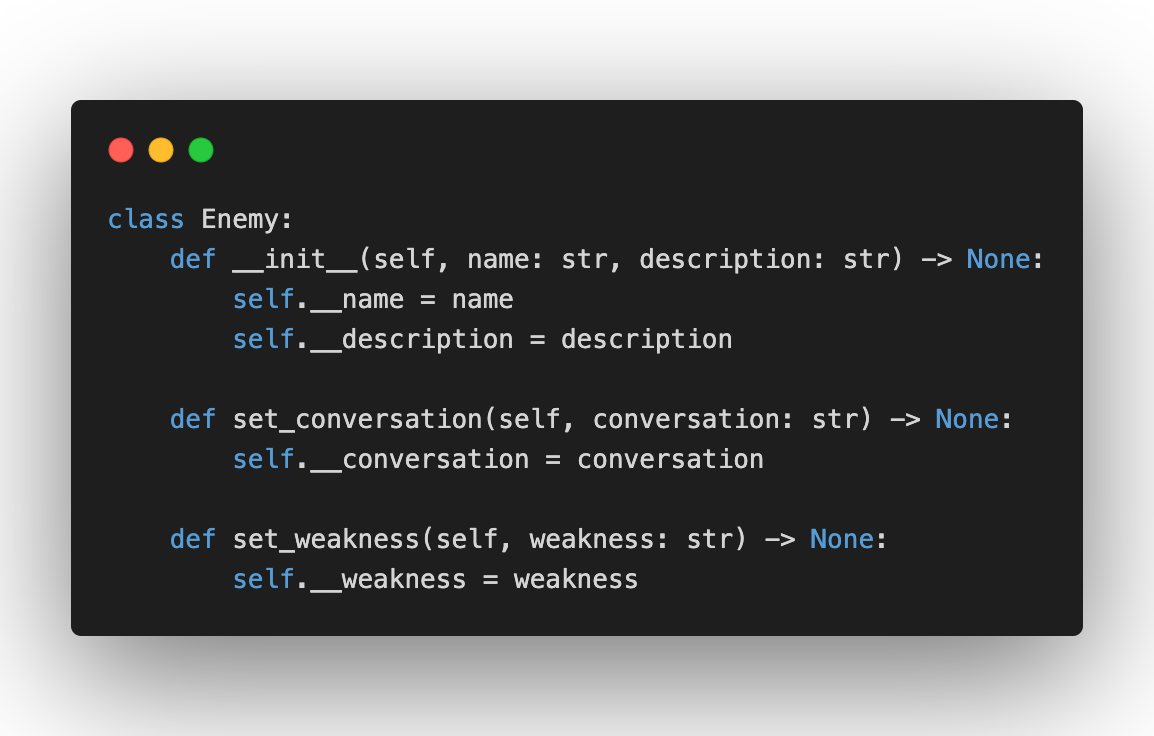 class Enemy:
    def __init__(self, name: str, description: str) -> None:
        self.__name = name
        self.__description = description

    def set_conversation(self, conversation: str) -> None:
        self.__conversation = conversation

    def set_weakness(self, weakness: str) -> None:
        self.__weakness = weakness